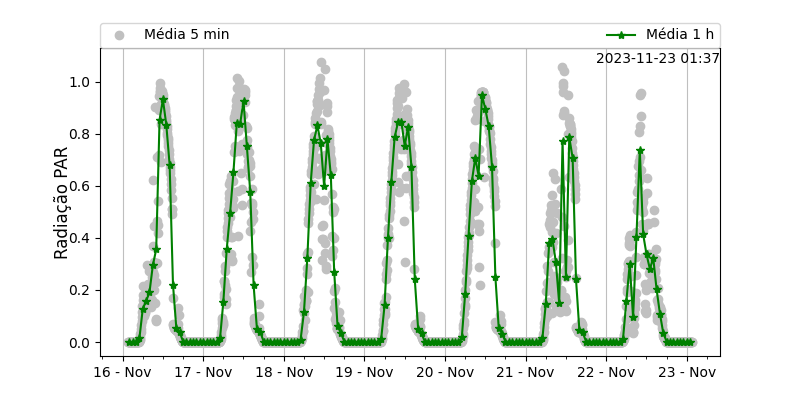 Média 5 min
Média 1 h
2023-11-23 01:37
Radiação PAR
1.0
0.8
0.6
0.4
0.2
0.0
16 - Nov
17 - Nov
18 - Nov
19 - Nov
20 - Nov
21 - Nov
22 - Nov
23 - Nov